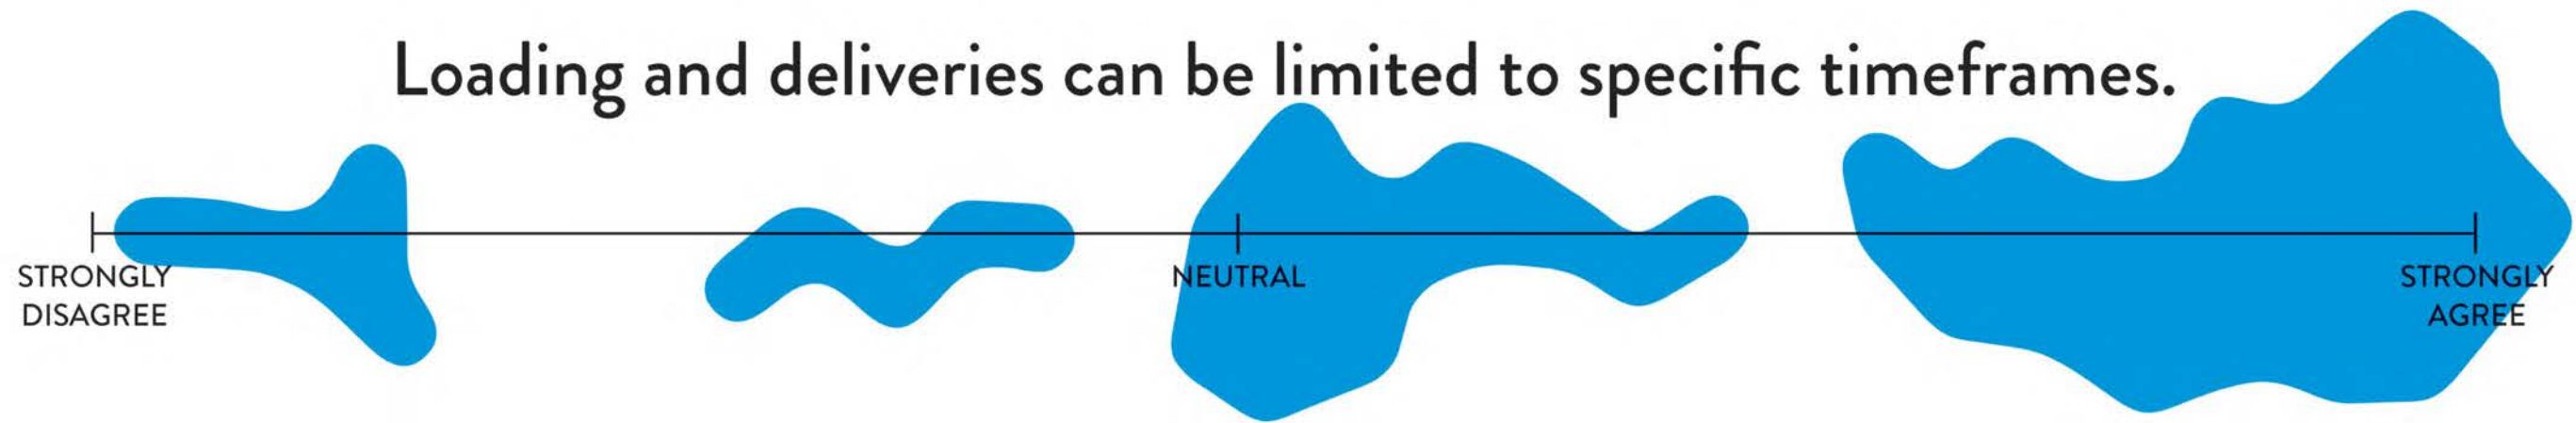 Loading and deliveries can be limited to specific timeframes.
STRONGLY
DISAGREE
NEUTRAL
STRONGLY
AGREE